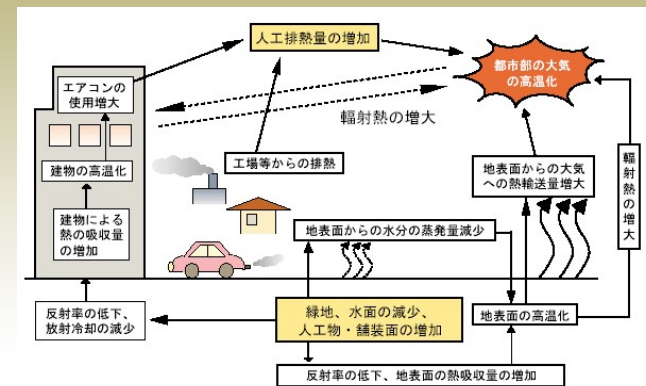 人工排熱量の増加
都市部の大気
の高温化
エアコンの
使用増大
輻射熱の増大
建物の高温化
工場等からの排熱
地表面からの大気
への熱輸送量増大
輻射熱の増大
建物による
熱の吸収量
の増加
地表面からの水分の蒸発量減少
反射率の低下、
放射冷却の減少
緑地、水面の減少、
人工物・舗装面の増加
地表面の高温化
反射率の低下、地表面の熱吸収量の増加